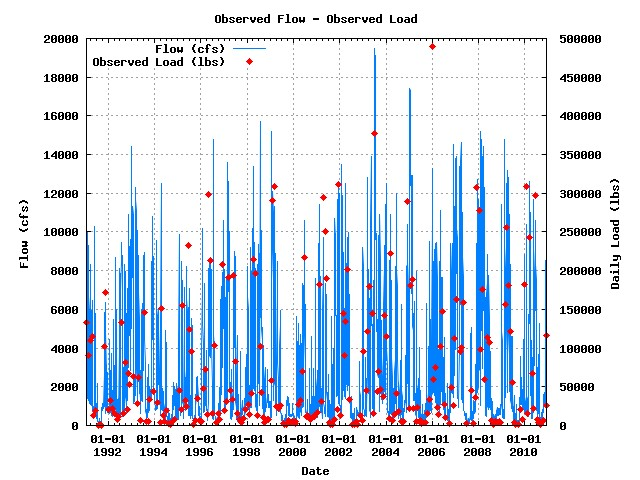 Observed Flow - Observed Load
Flow (cfs)
Observed Load (lbs)
20000
18000
16000
14000
12000
10000
8000
6000
4000
2000
0
Flow (cfs)
500000
450000
400000
350000
300000
250000
200000
150000
100000
50000
0
Daily Load (lbs)
01-01 01-01 01-01 01-01 01-01 01-01 01-01 01-01 01-01 01-01
1992 1994 1996 1998 2000 2002 2004 2006 2008 2010
Date